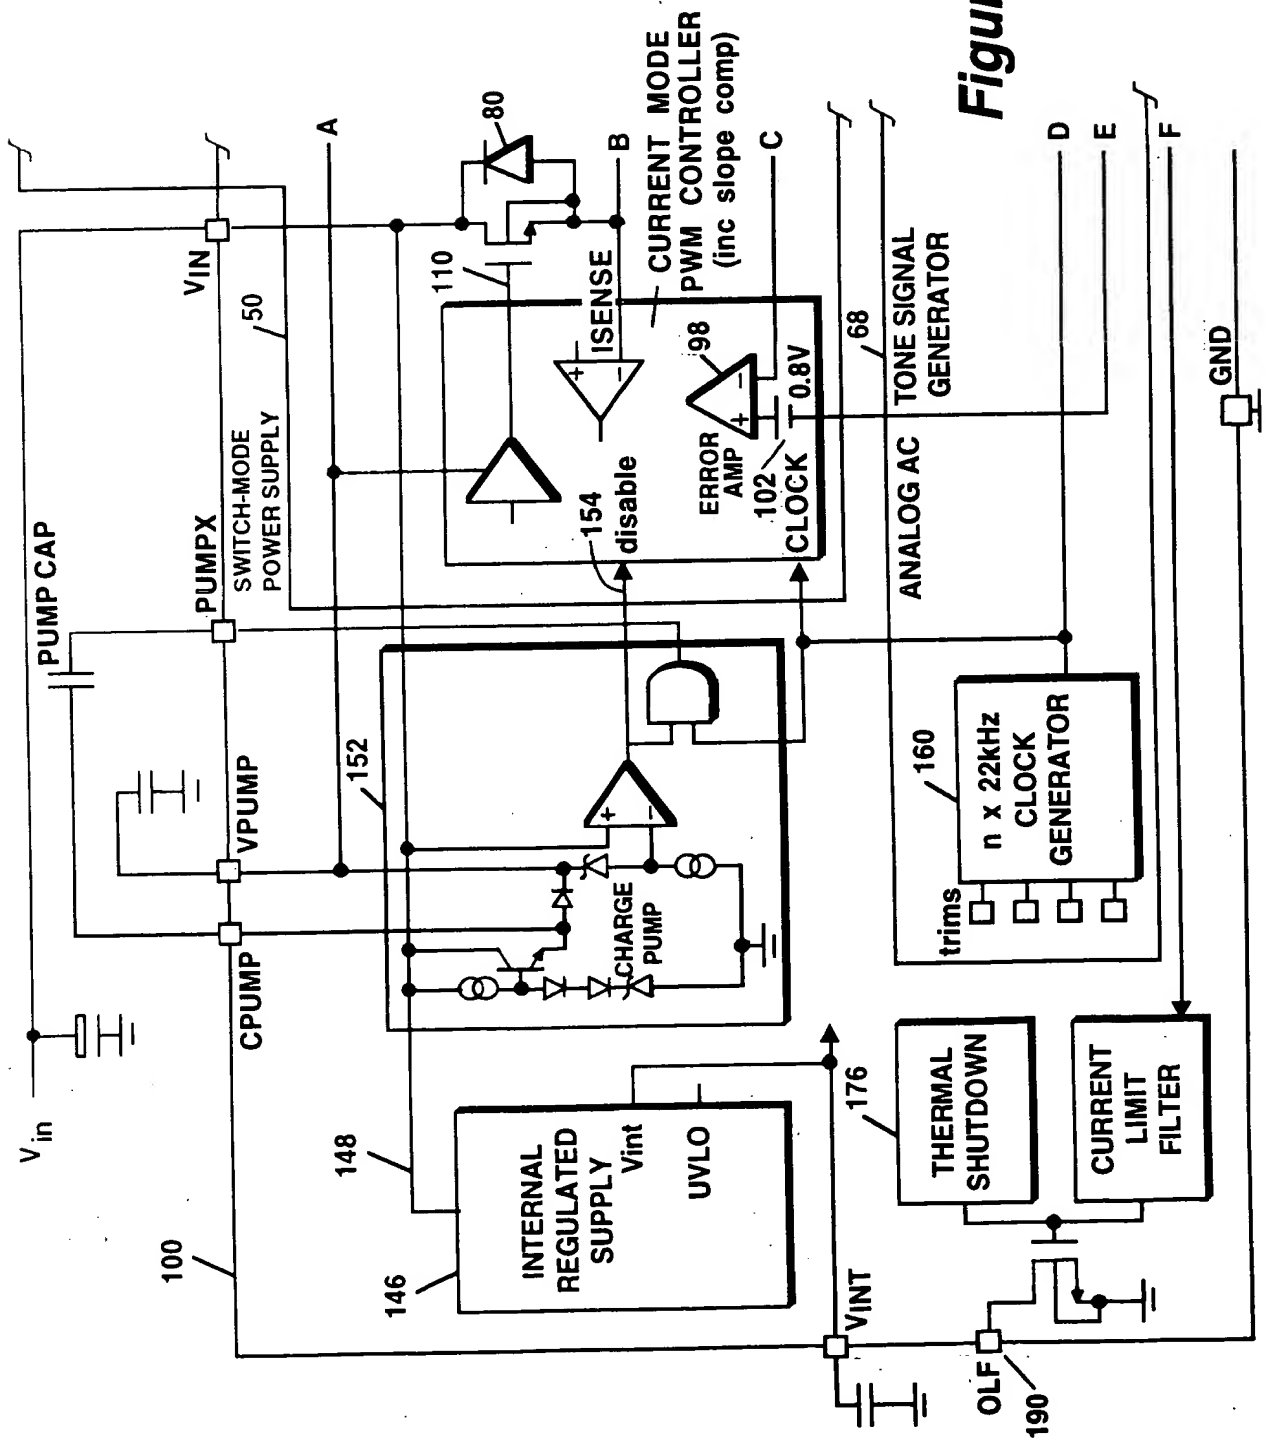 V in
PUMP CAP
CPUMP
VPUMP
PUMPX
VIN
SWITCH-MODE
POWER SUPPLY
50
100
148
152
A
110
80
146
INTERNAL
REGULATED
SUPPLY
Vint
UVLO
CHARGE
PUMP
154
disable
ISENSE
B
CURRENT MODE
PWM CONTROLLER
(inc slope comp)
ERROR
AMP
98
102
0.8V
CLOCK
C
+
−
+
−
+
−
VINT
176
THERMAL
SHUTDOWN
CURRENT
LIMIT
FILTER
OLF
190
trims
160
n x 22kHz
CLOCK
GENERATOR
ANALOG AC
68
TONE SIGNAL
GENERATOR
D
E
F
GND